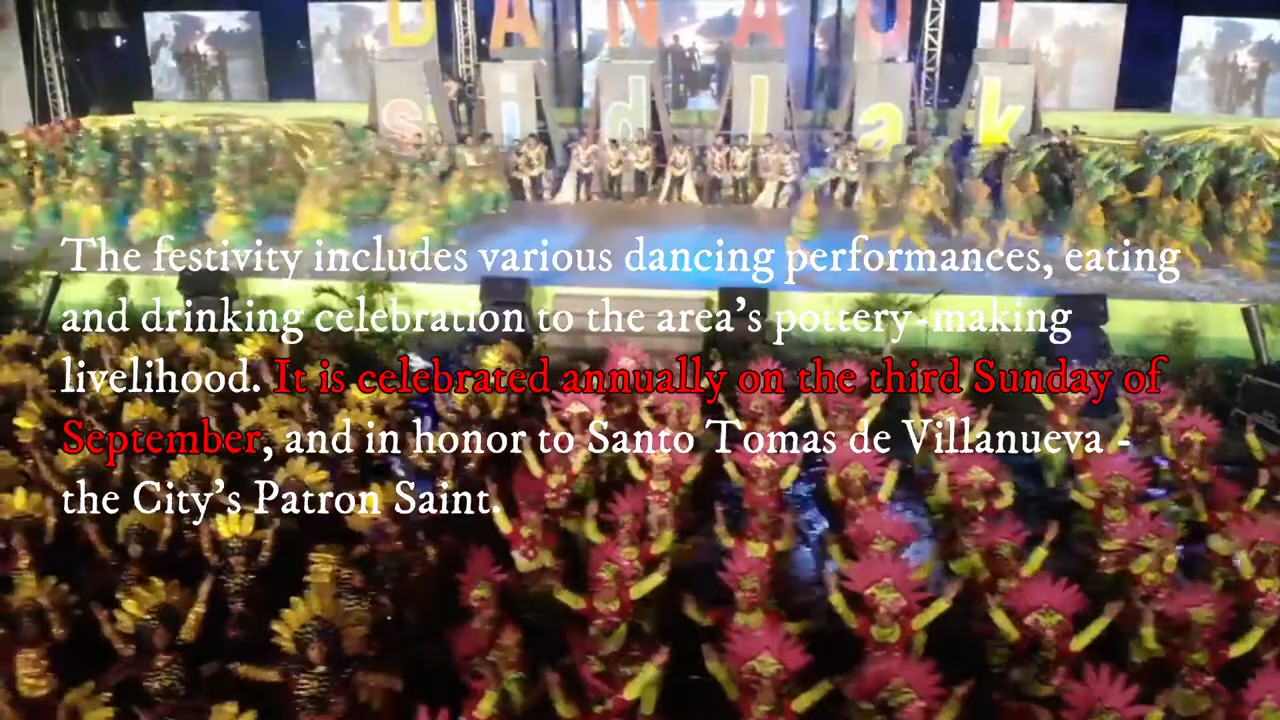 DANAO!
sidlak
The festivity includes various dancing performances, eating
and drinking celebration to the area's pottery-making
livelihood. It is celebrated annually on the third Sunday of
September, and in honor to Santo Tomas de Villanueva -
the City's Patron Saint.